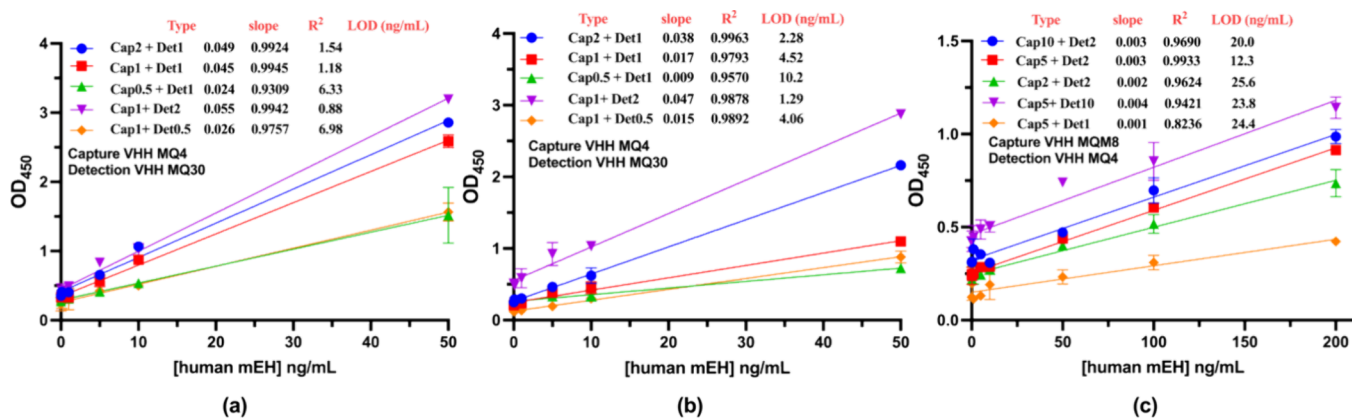 Type slope R² LOD (ng/mL)
Cap2 + Det1 0.049 0.9924 1.54
Cap1 + Det1 0.045 0.9945 1.18
Cap0.5 + Det1 0.024 0.9309 6.33
Cap1+ Det2 0.055 0.9942 0.88
Cap1+ Det0.5 0.026 0.9757 6.98
Capture VHH MQ4
Detection VHH MQ30
OD450
4
3
2
1
0
0 10 20 30 40 50
[human mEH] ng/mL
(a)
Type slope R² LOD (ng/mL)
Cap2 + Det1 0.038 0.9963 2.28
Cap1 + Det1 0.017 0.9793 4.52
Cap0.5 + Det1 0.009 0.9570 10.2
Cap1+ Det2 0.047 0.9878 1.29
Cap1 + Det0.5 0.015 0.9892 4.06
Capture VHH MQ4
Detection VHH MQ30
OD450
4
3
2
1
0
0 10 20 30 40 50
[human mEH] ng/mL
(b)
Type slope R² LOD (ng/mL)
Cap10 + Det2 0.003 0.9690 20.0
Cap5 + Det2 0.003 0.9933 12.3
Cap2 + Det2 0.002 0.9624 25.6
Cap5+ Det10 0.004 0.9421 23.8
Cap5 + Det1 0.001 0.8236 24.4
Capture VHH MQM8
Detection VHH MQ4
OD450
1.5
1.0
0.5
0.0
0 50 100 150 200
[human mEH] ng/mL
(c)